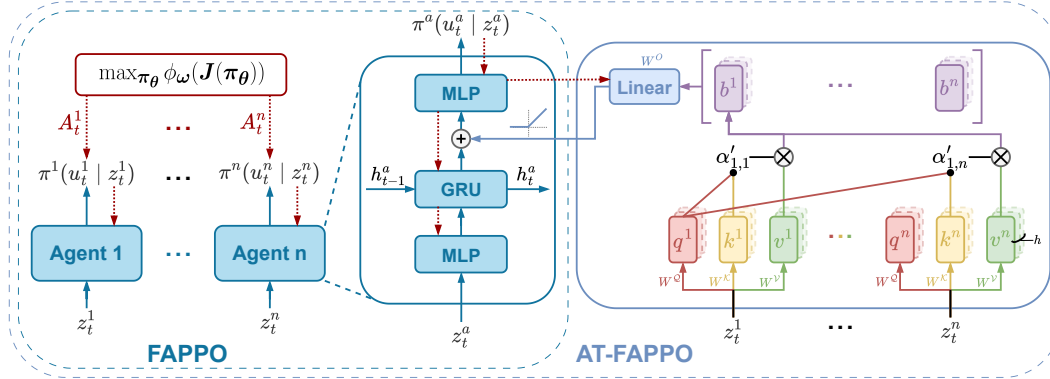 max_{π_θ} ϕ_ω(J(π_θ))
A_t^1
...
A_t^n
π^1(u_t^1 | z_t^1)
...
π^n(u_t^n | z_t^n)
Agent 1
...
Agent n
z_t^1
...
z_t^n
FAPPO
π^a(u_t^a | z_t^a)
MLP
+
h_{t-1}^a
GRU
h_t^a
MLP
z_t^a
AT-FAPPO
W^O
Linear
b^1
...
b^n
α'_{1,1}
α'_{1,n}
q^1
k^1
v^1
...
q^n
k^n
v^n
h
W^Q
W^K
W^V
W^Q
W^K
W^V
z_t^1
...
z_t^n